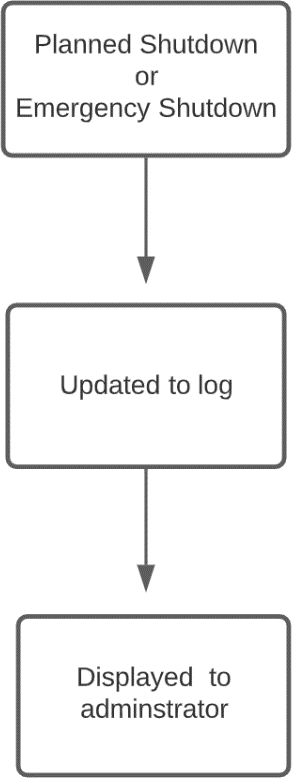 Planned Shutdown
or
Emergency Shutdown
Updated to log
Displayed to
adminstrator